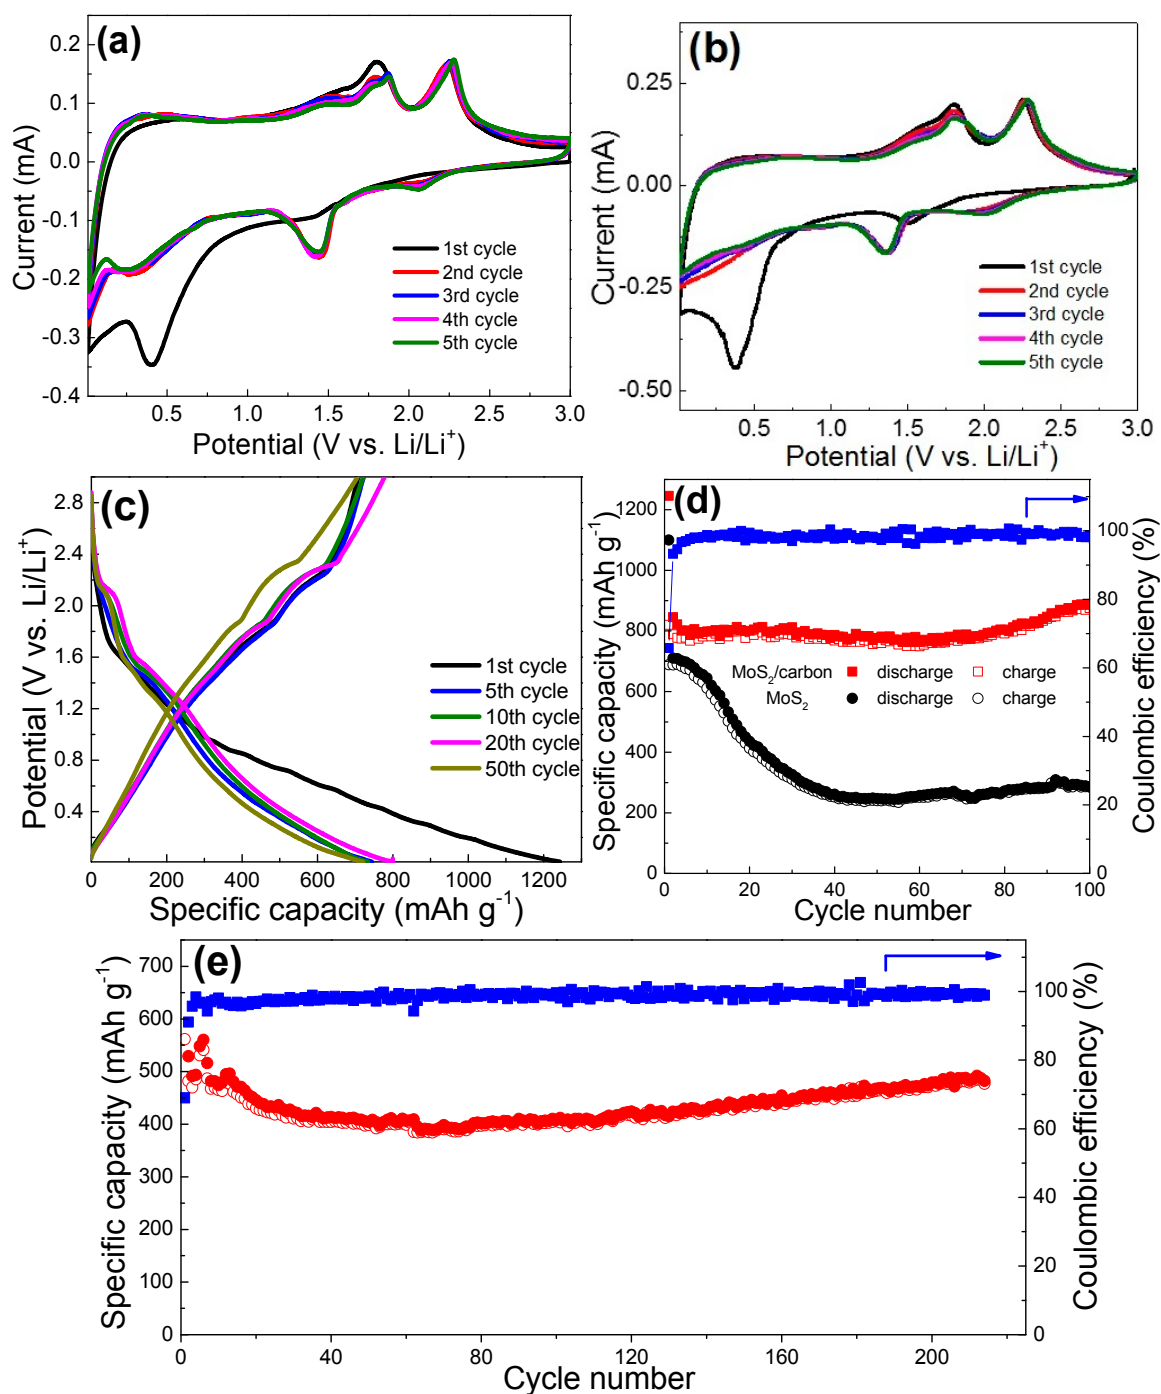 (a)
0.2
0.1
0.0
-0.1
-0.2
-0.3
-0.4
Current (mA)
1st cycle
2nd cycle
3rd cycle
4th cycle
5th cycle
0.5
1.0
1.5
2.0
2.5
3.0
Potential (V vs. Li/Li⁺)
(b)
0.25
0.00
-0.25
-0.50
Current (mA)
1st cycle
2nd cycle
3rd cycle
4th cycle
5th cycle
0.5
1.0
1.5
2.0
2.5
3.0
Potential (V vs. Li/Li⁺)
(c)
2.8
2.4
2.0
1.6
1.2
0.8
0.4
Potential (V vs. Li/Li⁺)
1st cycle
5th cycle
10th cycle
20th cycle
50th cycle
0
200
400
600
800
1000
1200
Specific capacity (mAh g⁻¹)
(d)
1200
1000
800
600
400
200
0
Specific capacity (mAh g⁻¹)
MoS₂/carbon discharge charge
MoS₂ discharge charge
100
80
60
40
20
0
Coulombic efficiency (%)
0
20
40
60
80
100
Cycle number
(e)
700
600
500
400
300
200
100
0
Specific capacity (mAh g⁻¹)
100
80
60
40
20
0
Coulombic efficiency (%)
0
40
80
120
160
200
Cycle number